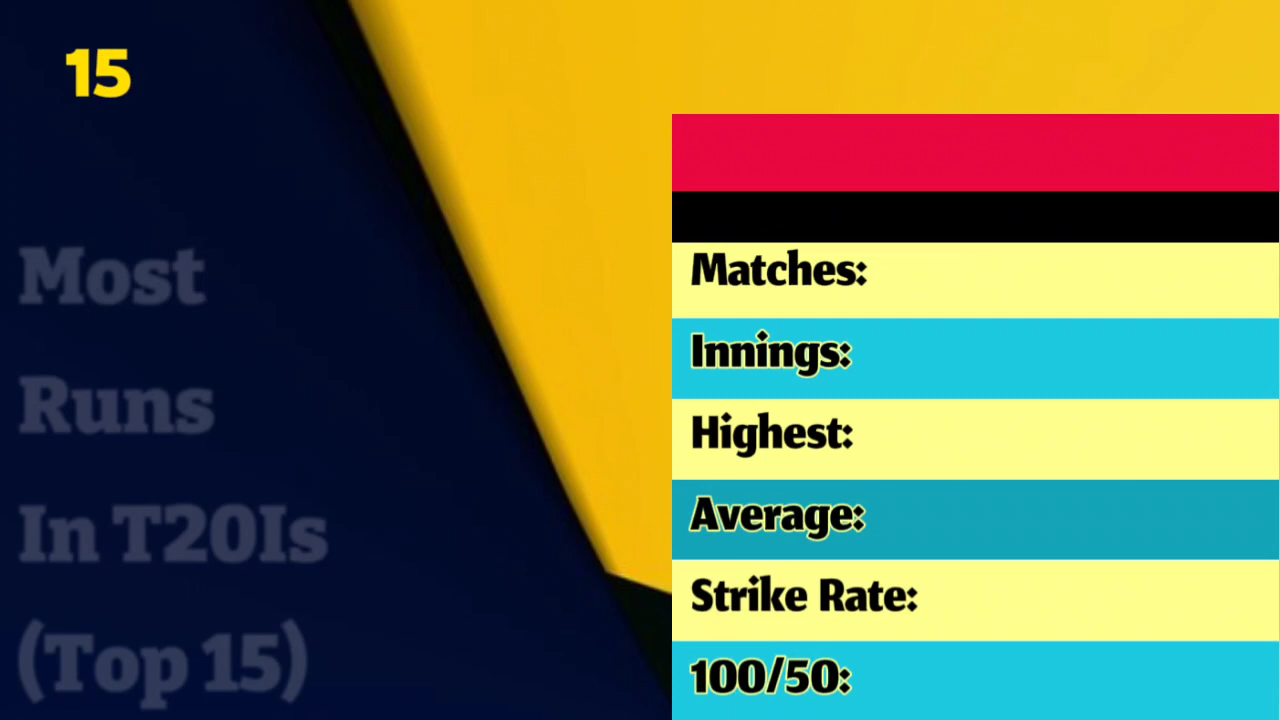 15
Most
Runs
In T20Is
(Top 15)
Matches:
Innings:
Highest:
Average:
Strike Rate:
100/50: